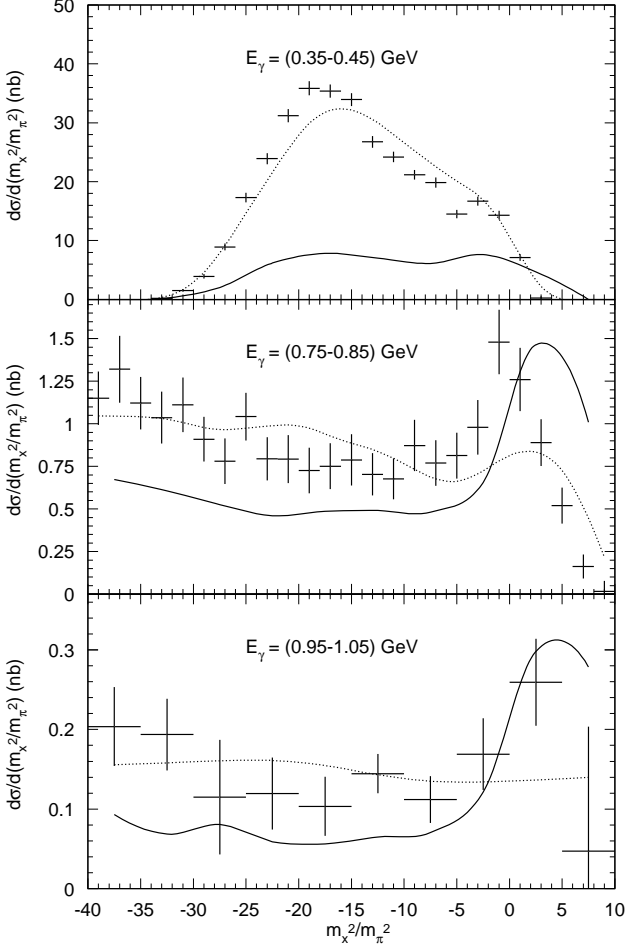 50
40
30
20
10
0
E_γ = (0.35-0.45) GeV
dσ/d(m_x²/m_π²) (nb)
1.5
1.25
1
0.75
0.5
0.25
0
E_γ = (0.75-0.85) GeV
dσ/d(m_x²/m_π²) (nb)
0.3
0.2
0.1
0
E_γ = (0.95-1.05) GeV
dσ/d(m_x²/m_π²) (nb)
-40 -35 -30 -25 -20 -15 -10 -5 0 5 10
m_x²/m_π²